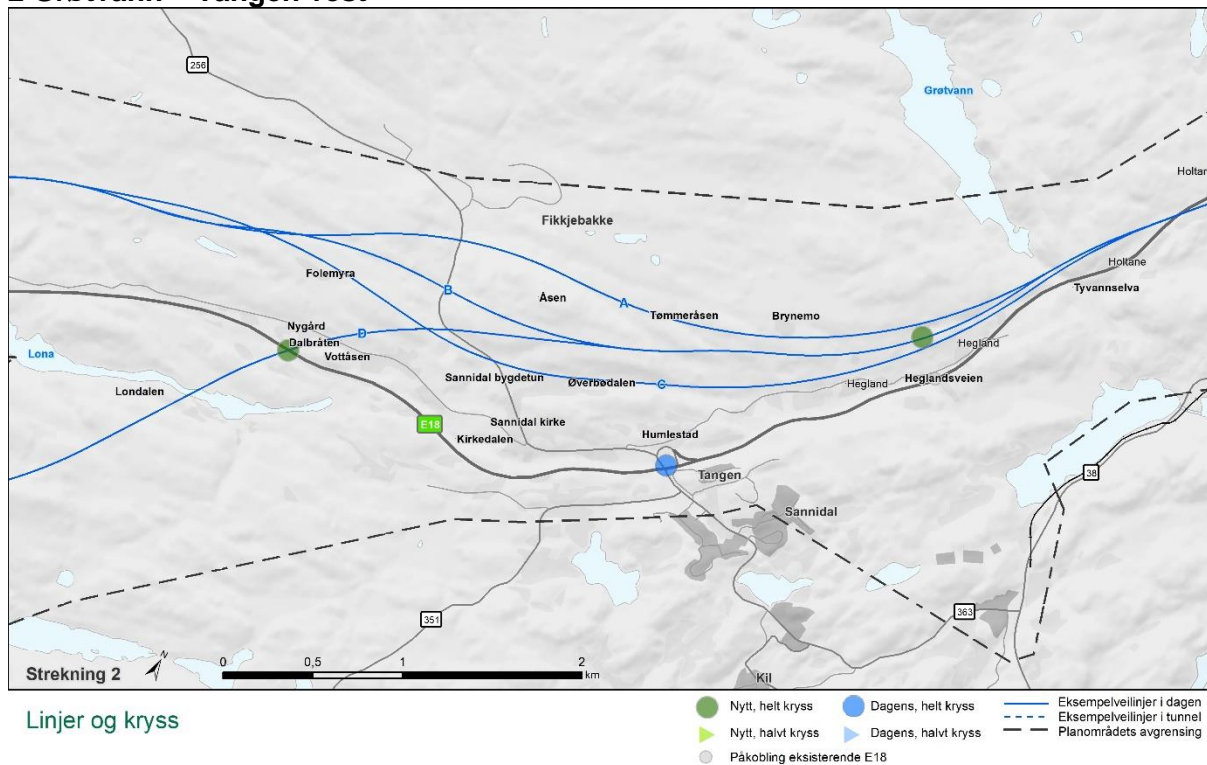 256
Grøtvann
Holtane
Fikkjebakke
Folemyra
B
Åsen
A
Tømmeråsen
Brynemo
Holtane
Tyvannselva
Nygård
D
Dalbråten
Vottåsen
Hegland
Lona
Londalen
Sannidal bygdetun
Øverbødalen
C
Hegland
Heglandsveien
E18
Sannidal kirke
Kirkedalen
Humlestad
Tangen
38
Sannidal
351
363
Strekning 2
0
0,5
1
2
km
Kil
Linjer og kryss
Nytt, helt kryss
Dagens, helt kryss
Eksempelveilinjer i dagen
Eksempelveilinjer i tunnel
Nytt, halvt kryss
Dagens, halvt kryss
Planområdets avgrensing
Påkobling eksisterende E18